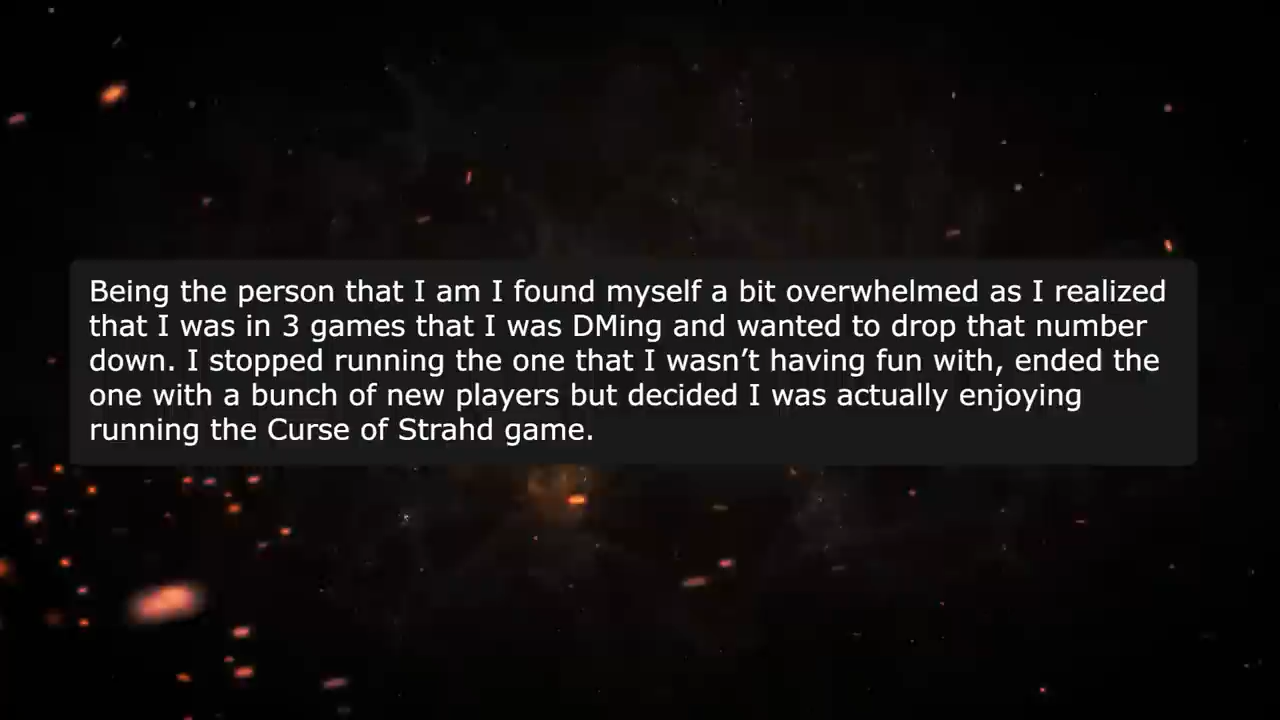 Being the person that I am I found myself a bit overwhelmed as I realized
that I was in 3 games that I was DMing and wanted to drop that number
down. I stopped running the one that I wasn’t having fun with, ended the
one with a bunch of new players but decided I was actually enjoying
running the Curse of Strahd game.